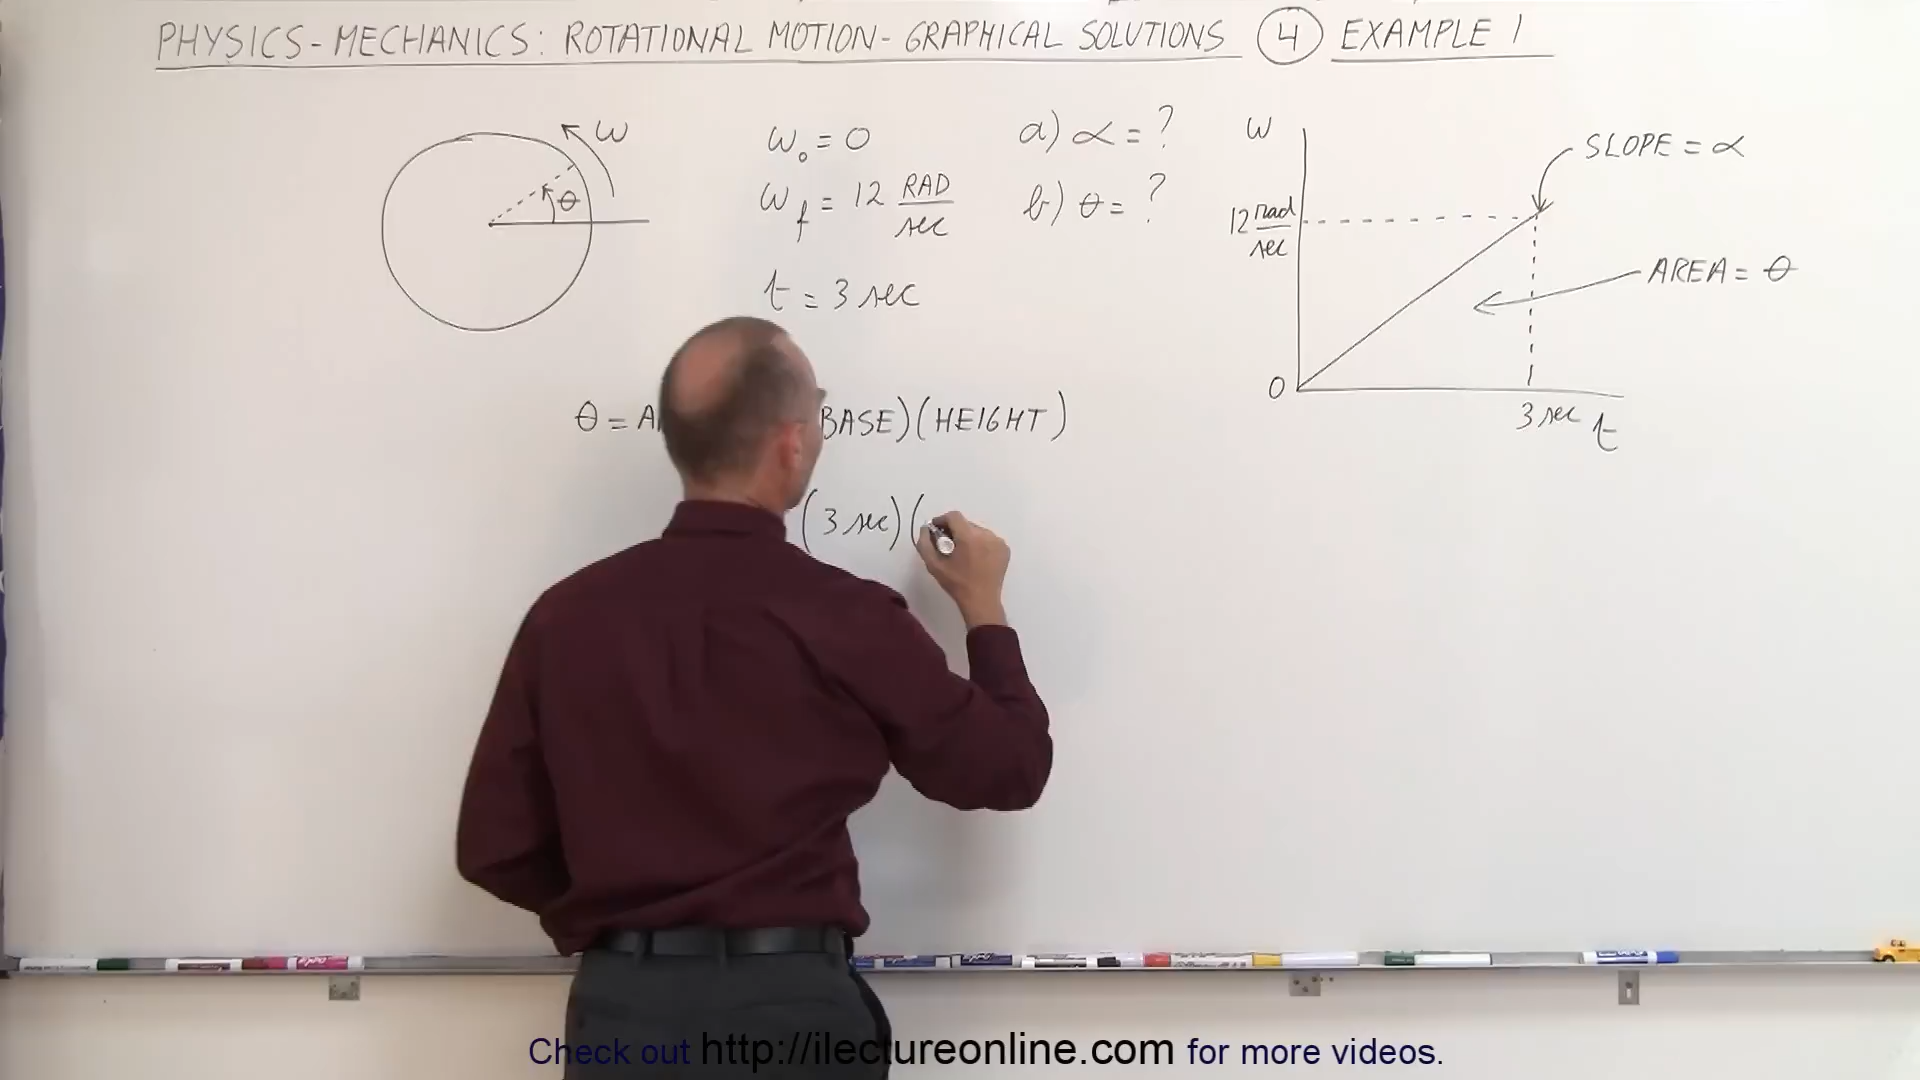 PHYSICS - MECHANICS: ROTATIONAL MOTION - GRAPHICAL SOLUTIONS 4 EXAMPLE 1
ω
θ
ω₀ = 0
ω_f = 12 RAD/sec
t = 3 sec
a) α = ?
b) θ = ?
ω
SLOPE = α
12 rad/sec
AREA = θ
0
3 sec t
θ = A BASE)(HEIGHT)
(3 sec)(
Check out http://ilectureonline.com for more videos.